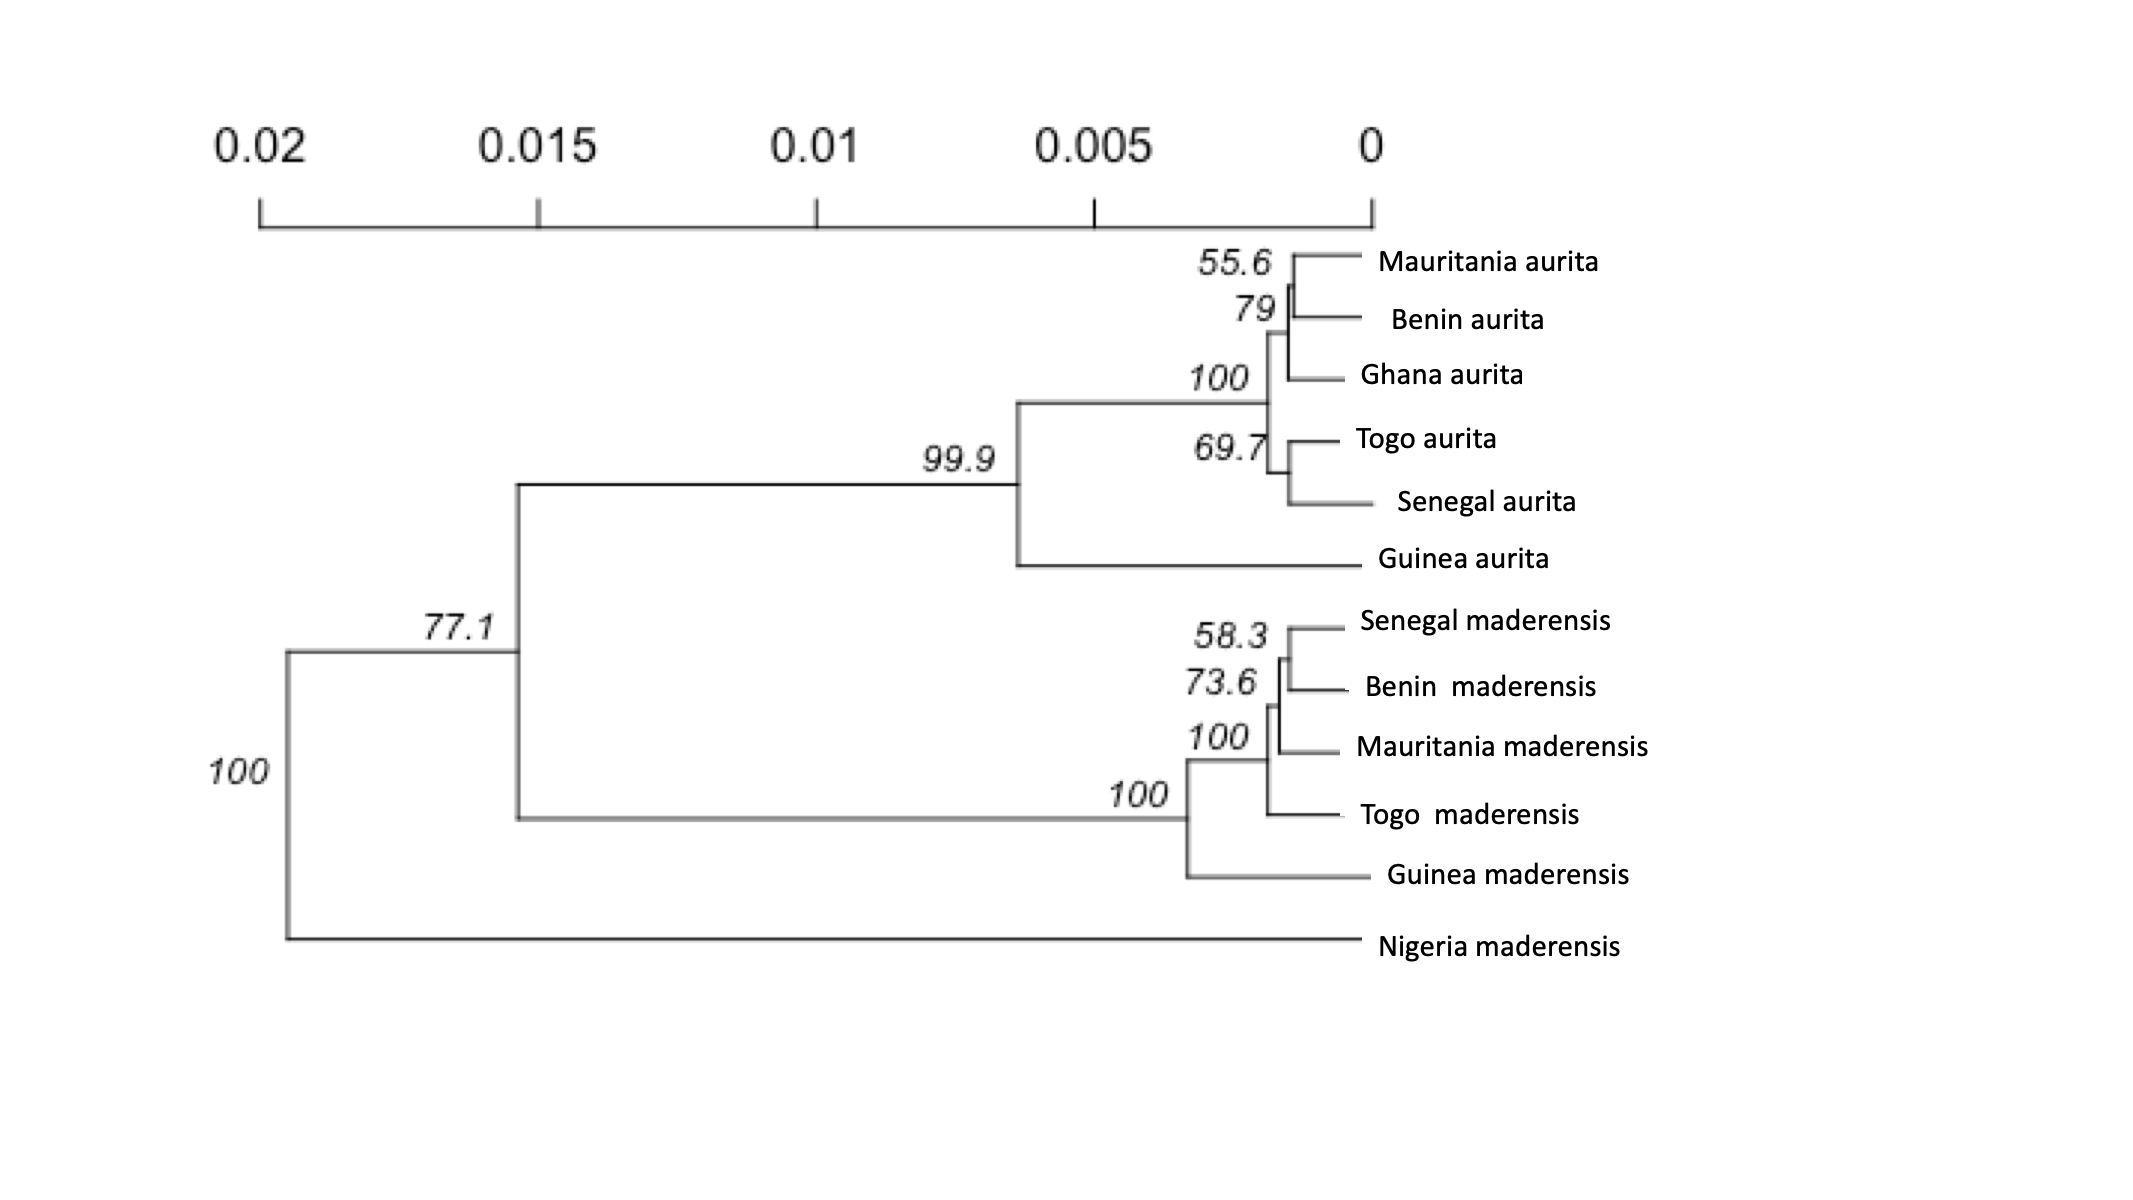 0.02 0.015 0.01 0.005 0
55.6 Mauritania aurita
79 Benin aurita
100 Ghana aurita
69.7 Togo aurita
99.9
Senegal aurita
Guinea aurita
77.1
58.3 Senegal maderensis
73.6 Benin maderensis
100 Mauritania maderensis
100
100 Togo maderensis
Guinea maderensis
Nigeria maderensis